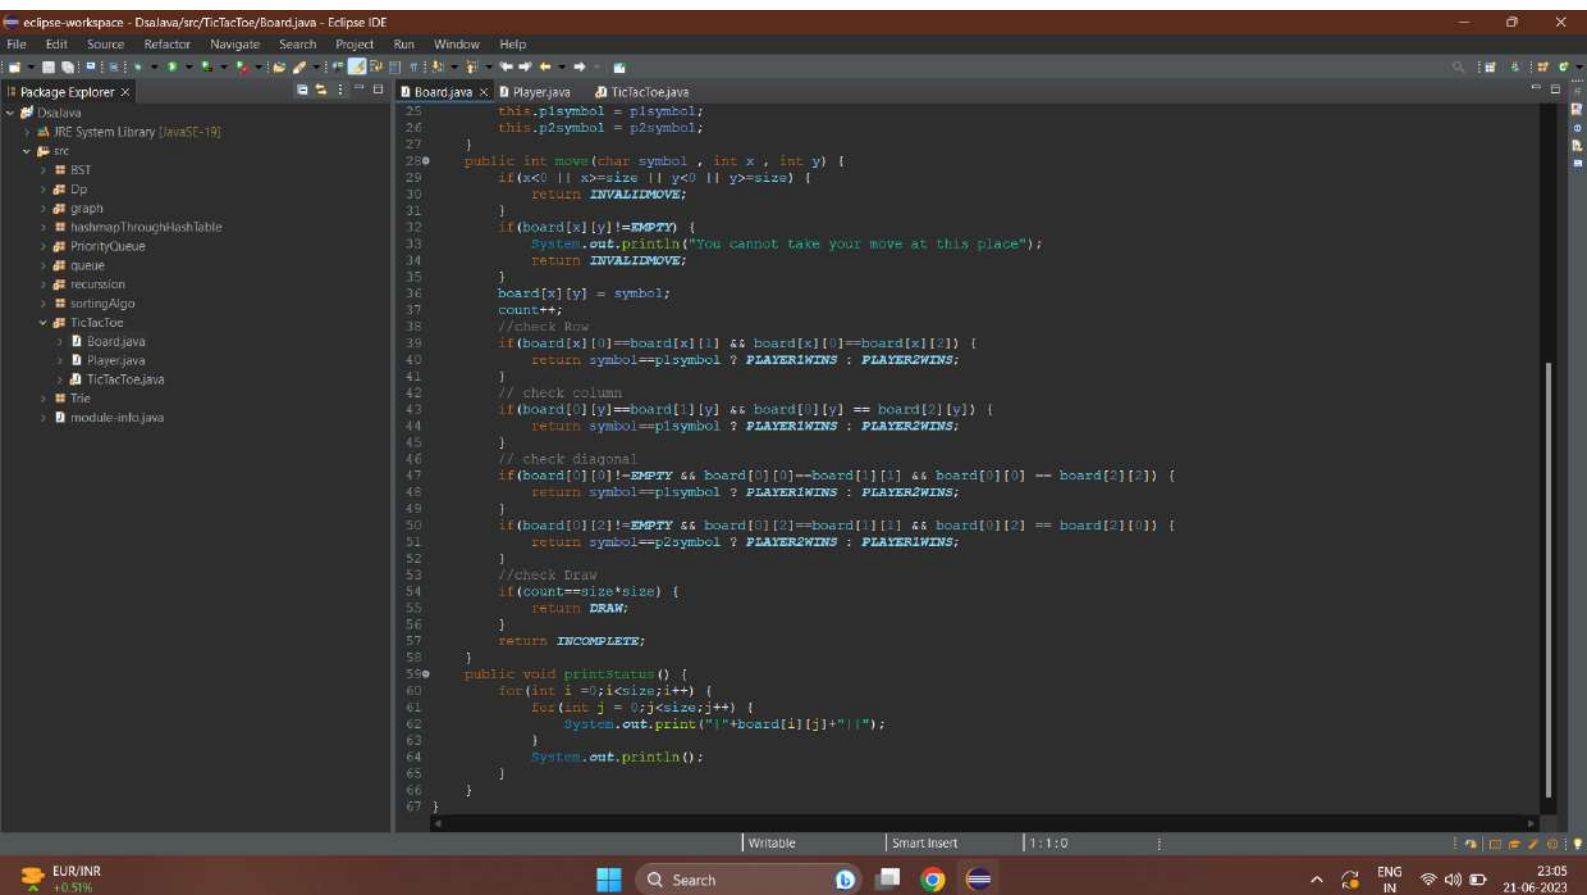 eclipse-workspace - DsaJava/src/TicTacToe/Board.java - Eclipse IDE
File Edit Source Refactor Navigate Search Project Run Window Help
Package Explorer
Board.java Player.java TicTacToe.java
DsaJava
JRE System Library [JavaSE-19]
src
BST
Dp
graph
hashmapThroughHashTable
PriorityQueue
queue
recurssion
sortingAlgo
TicTacToe
Board.java
Player.java
TicTacToe.java
Trie
module-info.java
25 this.p1symbol = p1symbol;
26 this.p2symbol = p2symbol;
27 }
28 public int move(char symbol , int x , int y) {
29 if(x<0 || x>=size || y<0 || y>=size) {
30 return INVALIDMOVE;
31 }
32 if(board[x][y]!=EMPTY) {
33 System.out.println("You cannot take your move at this place");
34 return INVALIDMOVE;
35 }
36 board[x][y] = symbol;
37 count++;
38 //check Row
39 if(board[x][0]==board[x][1] && board[x][0]==board[x][2]) {
40 return symbol==p1symbol ? PLAYER1WINS : PLAYER2WINS;
41 }
42 // check column
43 if(board[0][y]==board[1][y] && board[0][y] == board[2][y]) {
44 return symbol==p1symbol ? PLAYER1WINS : PLAYER2WINS;
45 }
46 // check diagonal
47 if(board[0][0]!=EMPTY && board[0][0]==board[1][1] && board[0][0] == board[2][2]) {
48 return symbol==p1symbol ? PLAYER1WINS : PLAYER2WINS;
49 }
50 if(board[0][2]!=EMPTY && board[0][2]==board[1][1] && board[0][2] == board[2][0]) {
51 return symbol==p2symbol ? PLAYER2WINS : PLAYER1WINS;
52 }
53 //check Draw
54 if(count==size*size) {
55 return DRAW;
56 }
57 return INCOMPLETE;
58 }
59 public void printStatus() {
60 for(int i =0;i<size;i++) {
61 for(int j = 0;j<size;j++) {
62 System.out.print("|"+board[i][j]+"||");
63 }
64 System.out.println();
65 }
66 }
67 }
Writable Smart Insert 1 : 1 : 0
EUR/INR
+0.51%
Search
ENG
IN
23:05
21-06-2023